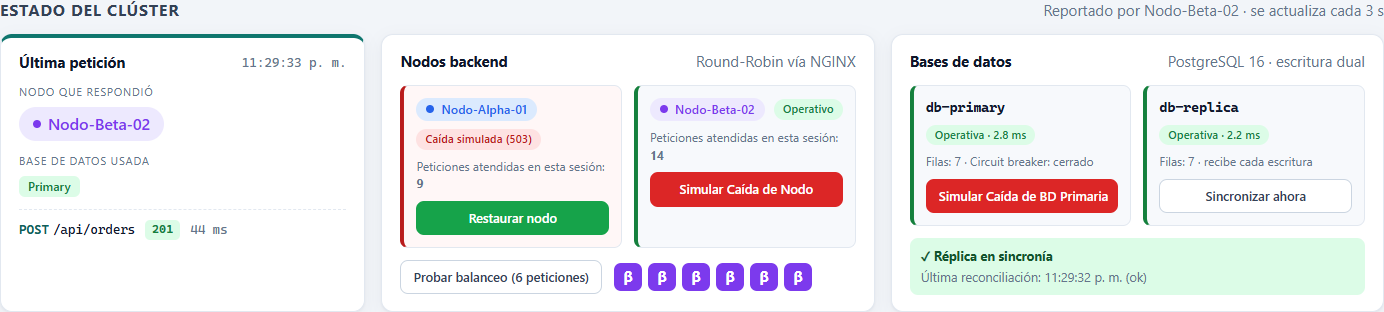 ESTADO DEL CLÚSTER
Reportado por Nodo-Beta-02 · se actualiza cada 3 s
Última petición
11:29:33 p. m.
NODO QUE RESPONDIÓ
Nodo-Beta-02
BASE DE DATOS USADA
Primary
POST /api/orders 201 44 ms
Nodos backend
Round-Robin vía NGINX
Nodo-Alpha-01
Caída simulada (503)
Peticiones atendidas en esta sesión:
9
Restaurar nodo
Nodo-Beta-02 Operativo
Peticiones atendidas en esta sesión:
14
Simular Caída de Nodo
Probar balanceo (6 peticiones) β β β β β β
Bases de datos
PostgreSQL 16 · escritura dual
db-primary
Operativa · 2.8 ms
Filas: 7 · Circuit breaker: cerrado
Simular Caída de BD Primaria
db-replica
Operativa · 2.2 ms
Filas: 7 · recibe cada escritura
Sincronizar ahora
✓ Réplica en sincronía
Última reconciliación: 11:29:32 p. m. (ok)